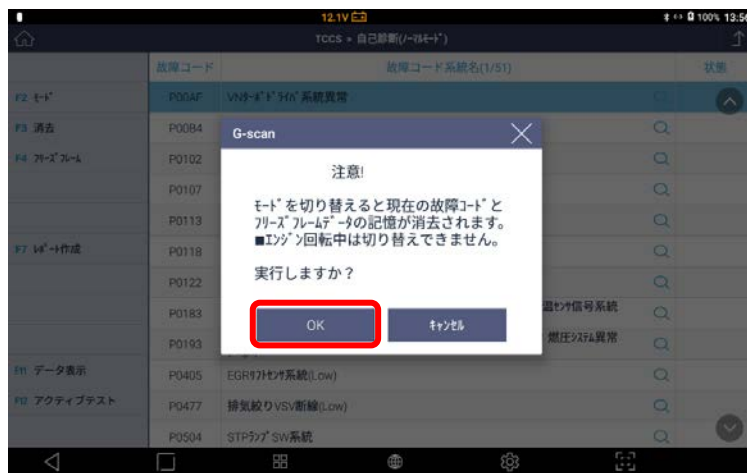 12.1V
100% 13:56
TCCS » 自己診断(ﾉｰﾏﾙﾓｰﾄﾞ)
故障コード 故障コード系統名(1/51) 状態
F2 ﾓｰﾄﾞ
P00AF VNﾀｰﾎﾞﾄﾞﾗｲﾊﾞ系統異常
F3 消去
P00B4
F4 ﾌﾘｰｽﾞﾌﾚｰﾑ
P0102
P0107
P0113
F7 ﾚﾎﾟｰﾄ作成
P0118
P0122
P0183 温ｾﾝｻ信号系統
P0193 燃圧ｼｽﾃﾑ異常
F11 データ表示
P0405 EGRﾘﾌﾄｾﾝｻ系統(Low)
F12 アクティブテスト
P0477 排気絞りVSV断線(Low)
P0504 STPﾗﾝﾌﾟSW系統
G-scan
注意!
ﾓｰﾄﾞを切り替えると現在の故障ｺｰﾄﾞと
ﾌﾘｰｽﾞﾌﾚｰﾑﾃﾞｰﾀの記憶が消去されます。
■ｴﾝｼﾞﾝ回転中は切り替えできません。
実行しますか？
OK ｷｬﾝｾﾙ